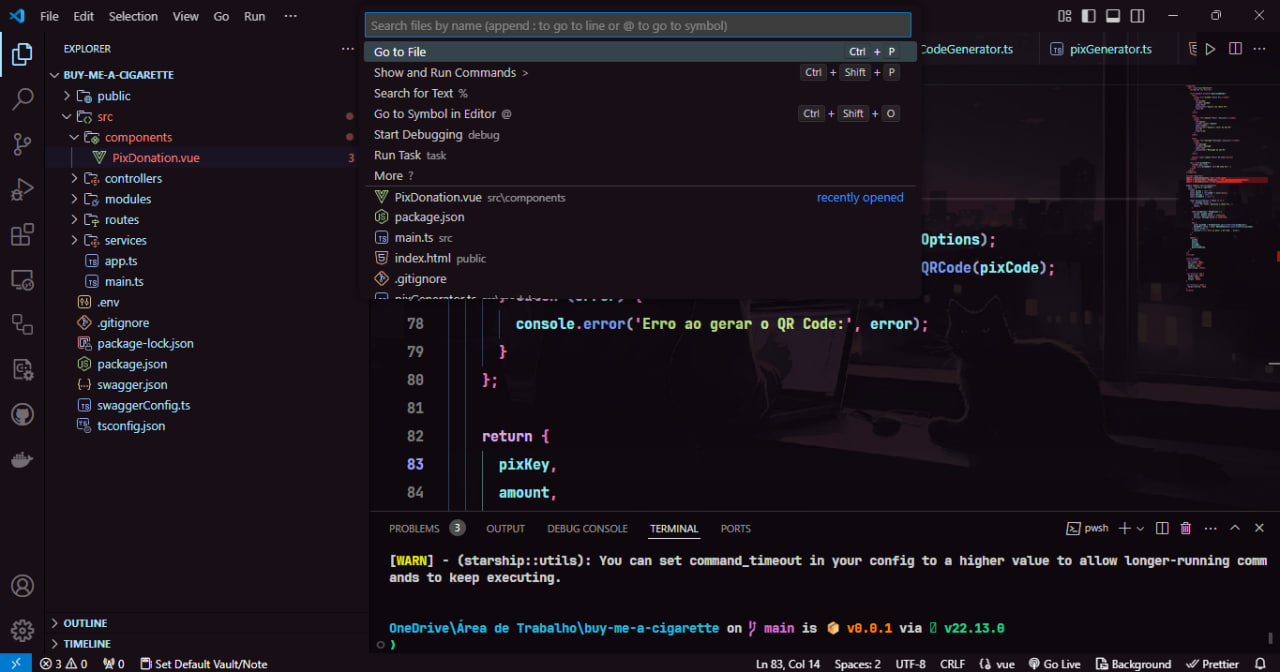 File Edit Selection View Go Run ···
Search files by name (append : to go to line or @ to go to symbol)
Go to File Ctrl + P
Show and Run Commands > Ctrl + Shift + P
Search for Text %
Go to Symbol in Editor @ Ctrl + Shift + O
Start Debugging debug
Run Task task
More ?
PixDonation.vue src\components recently opened
package.json
main.ts src
index.html public
.gitignore
EXPLORER ···
BUY-ME-A-CIGARETTE
public
src
components
PixDonation.vue 3
controllers
modules
routes
services
app.ts
main.ts
.env
.gitignore
package-lock.json
package.json
swagger.json
swaggerConfig.ts
tsconfig.json
OUTLINE
TIMELINE
CodeGenerator.ts pixGenerator.ts ···
Options);
QRCode(pixCode);
78 console.error('Erro ao gerar o QR Code:', error);
79 }
80 };
81
82 return {
83 pixKey,
84 amount,
PROBLEMS 3 OUTPUT DEBUG CONSOLE TERMINAL PORTS pwsh ···
[WARN] - (starship::utils): You can set command_timeout in your config to a higher value to allow longer-running comm
ands to keep executing.
OneDrive\Área de Trabalho\buy-me-a-cigarette on main is 📦 v0.0.1 via v22.13.0
❯
3 0 0 Set Default Vault/Note Ln 83, Col 14 Spaces: 2 UTF-8 CRLF vue Go Live Background Prettier